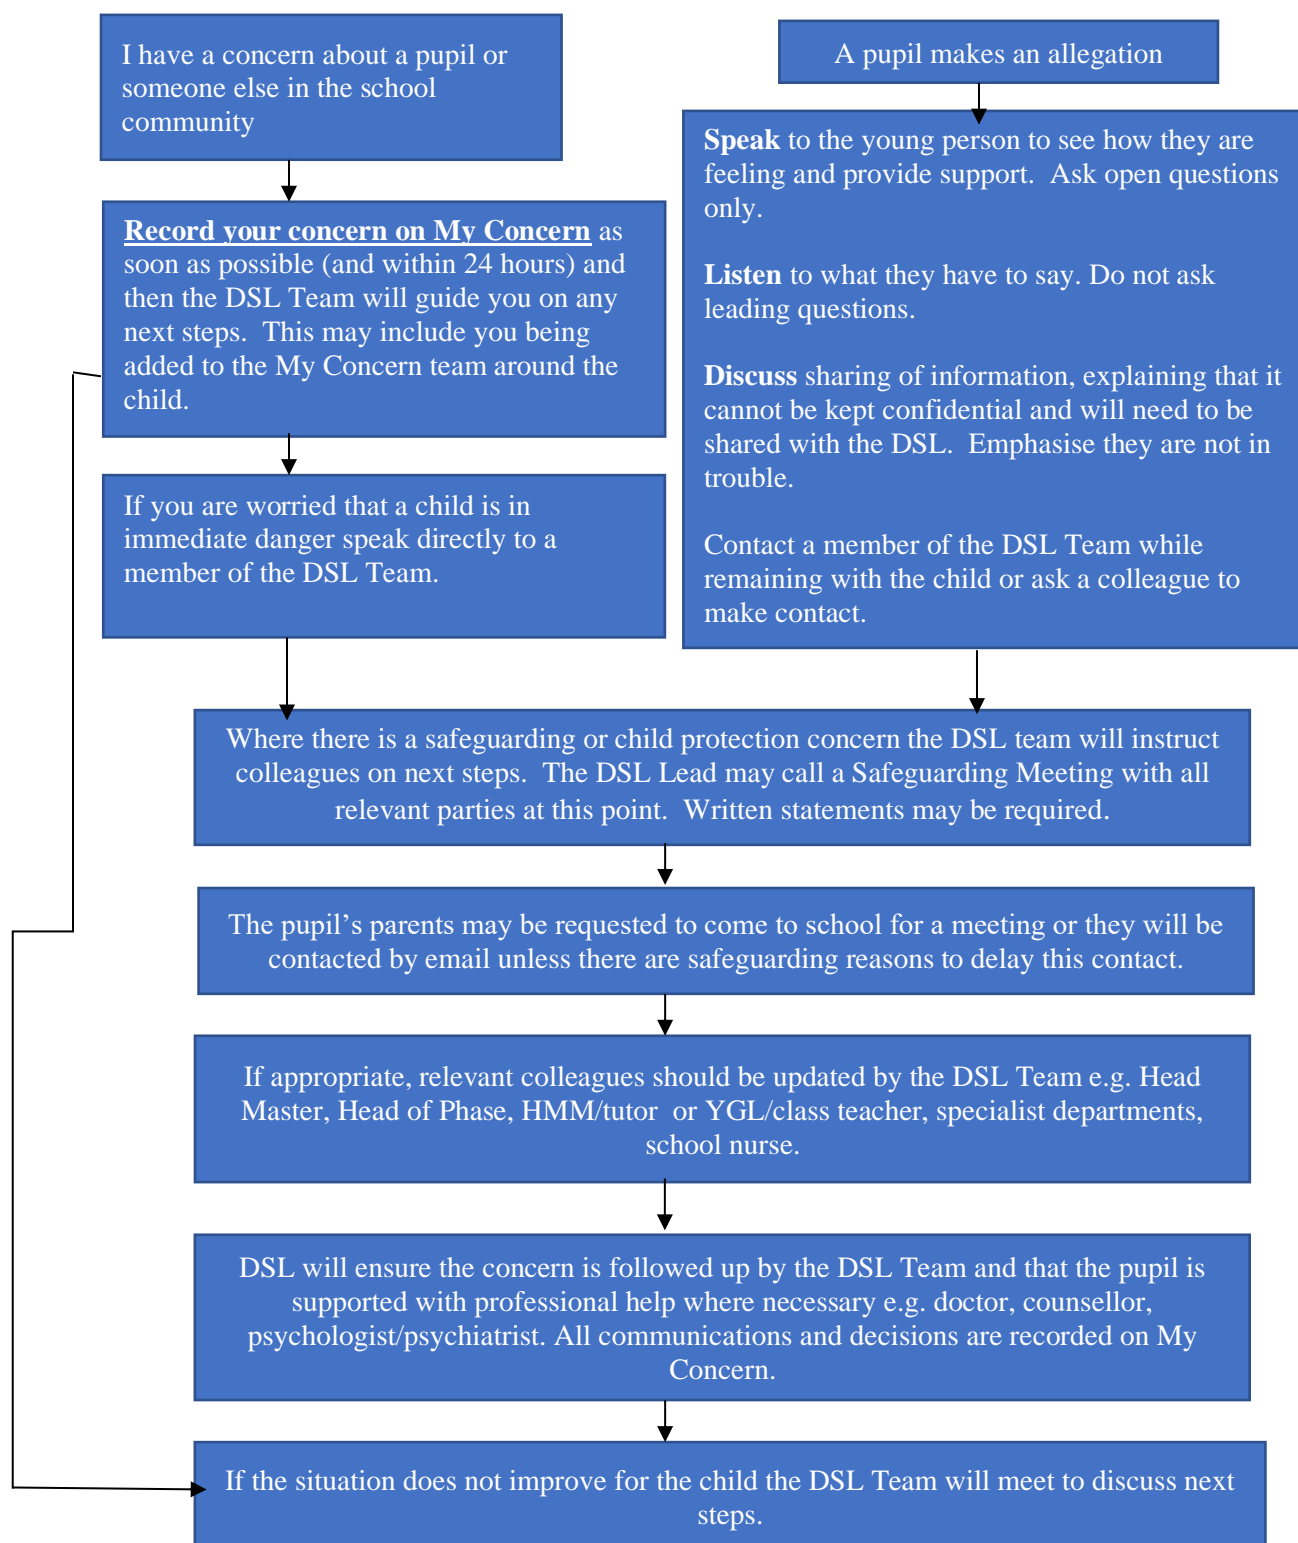 I have a concern about a pupil or
someone else in the school
community
Record your concern on My Concern as
soon as possible (and within 24 hours) and
then the DSL Team will guide you on any
next steps.  This may include you being
added to the My Concern team around the
child.
If you are worried that a child is in
immediate danger speak directly to a
member of the DSL Team.
A pupil makes an allegation
Speak to the young person to see how they are
feeling and provide support.  Ask open questions
only.
Listen to what they have to say. Do not ask
leading questions.
Discuss sharing of information, explaining that it
cannot be kept confidential and will need to be
shared with the DSL.  Emphasise they are not in
trouble.
Contact a member of the DSL Team while
remaining with the child or ask a colleague to
make contact.
Where there is a safeguarding or child protection concern the DSL team will instruct
colleagues on next steps.  The DSL Lead may call a Safeguarding Meeting with all
relevant parties at this point.  Written statements may be required.
The pupil’s parents may be requested to come to school for a meeting or they will be
contacted by email unless there are safeguarding reasons to delay this contact.
If appropriate, relevant colleagues should be updated by the DSL Team e.g. Head
Master, Head of Phase, HMM/tutor  or YGL/class teacher, specialist departments,
school nurse.
DSL will ensure the concern is followed up by the DSL Team and that the pupil is
supported with professional help where necessary e.g. doctor, counsellor,
psychologist/psychiatrist. All communications and decisions are recorded on My
Concern.
If the situation does not improve for the child the DSL Team will meet to discuss next
steps.